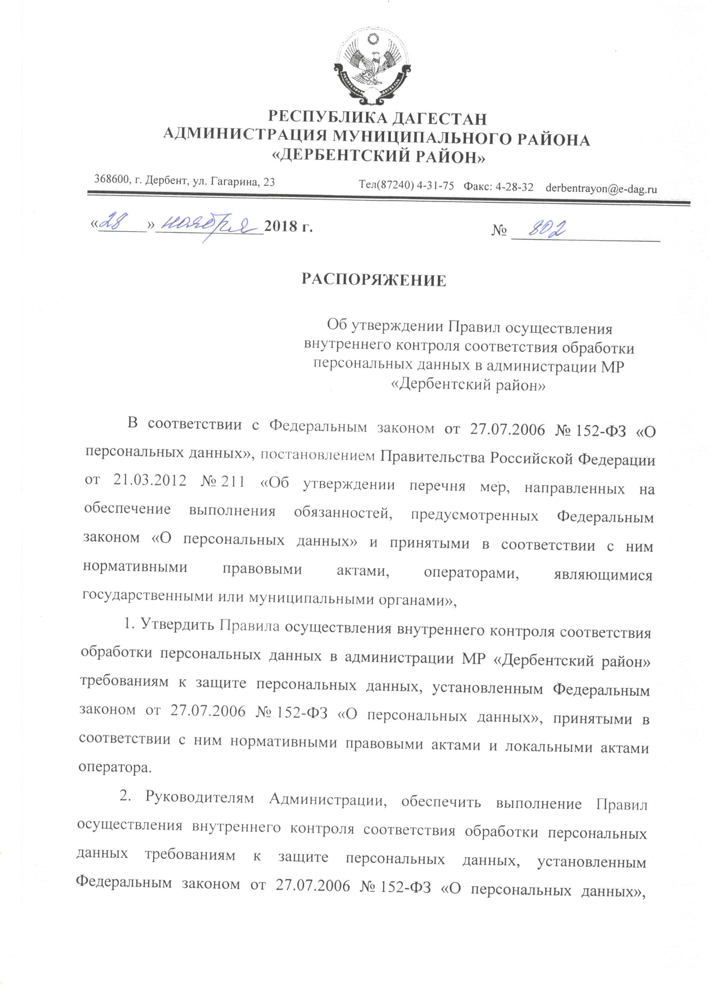 РЕСПУБЛИКА ДАГЕСТАН
РЕСПУБЛИКА ДАГЕСТАН
АДМИНИСТРАЦИЯ МУНИЦИПАЛЬНОГО РАЙОНА
«ДЕРБЕНТСКИЙ РАЙОН»
368600, г. Дербент, ул. Гагарина, 23 Тел(87240) 4-31-75 Факс: 4-28-32 derbentrayon@e-dag.ru
«28» ноября 2018 г. № 802
РАСПОРЯЖЕНИЕ
Об утверждении Правил осуществления
внутреннего контроля соответствия обработки
персональных данных в администрации МР
«Дербентский район»
В соответствии с Федеральным законом от 27.07.2006 № 152-ФЗ «О
персональных данных», постановлением Правительства Российской Федерации
от 21.03.2012 № 211 «Об утверждении перечня мер, направленных на
обеспечение выполнения обязанностей, предусмотренных Федеральным
законом «О персональных данных» и принятыми в соответствии с ним
нормативными правовыми актами, операторами, являющимися
государственными или муниципальными органами»,
1. Утвердить Правила осуществления внутреннего контроля соответствия
обработки персональных данных в администрации МР «Дербентский район»
требованиям к защите персональных данных, установленным Федеральным
законом от 27.07.2006 № 152-ФЗ «О персональных данных», принятыми в
соответствии с ним нормативными правовыми актами и локальными актами
оператора.
2. Руководителям Администрации, обеспечить выполнение Правил
осуществления внутреннего контроля соответствия обработки персональных
данных требованиям к защите персональных данных, установленным
Федеральным законом от 27.07.2006 № 152-ФЗ «О персональных данных»,